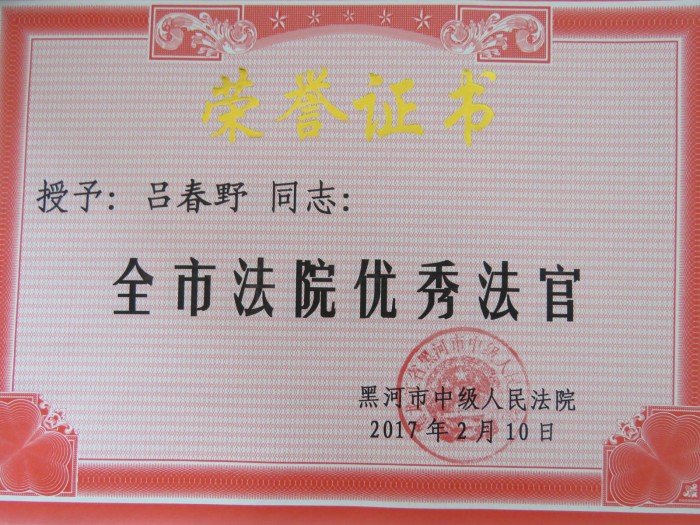 荣誉证书
授予：吕春野 同志：
全市法院优秀法官
黑河市中级人民法院
2017年2月10日